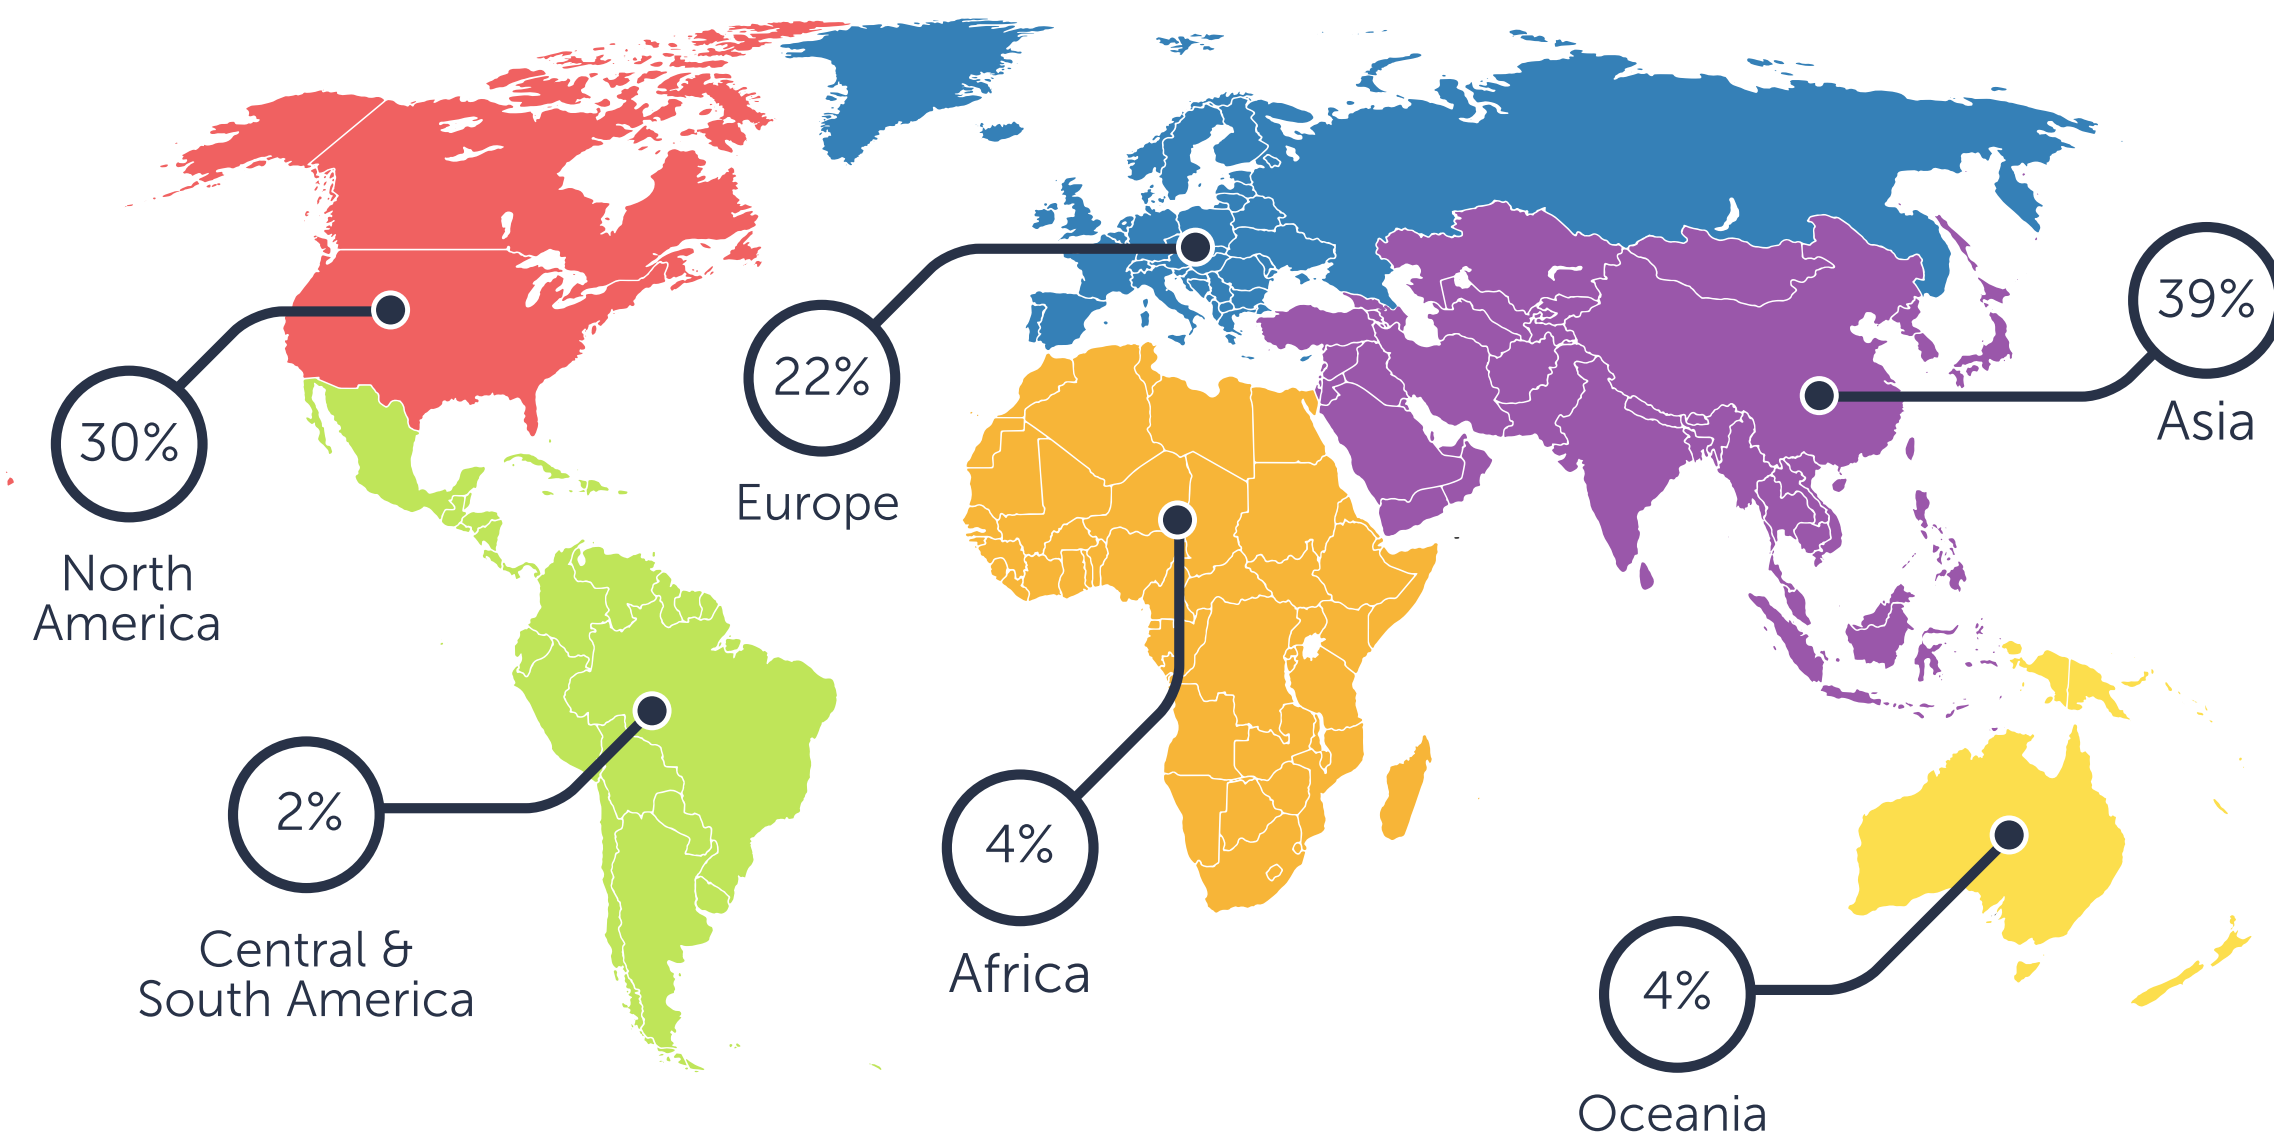 30%
North
America
22%
Europe
39%
Asia
2%
Central &
South America
4%
Africa
4%
Oceania